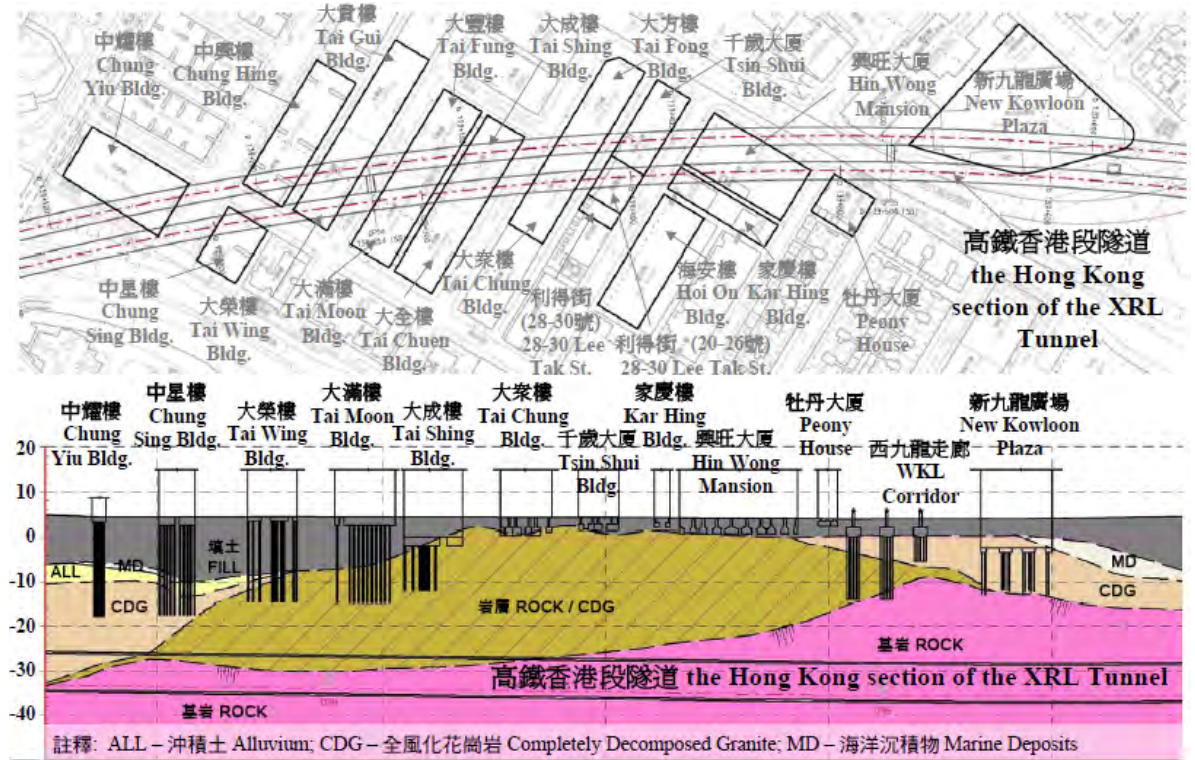 中耀樓
Chung
Yiu Bldg
中興樓
Chung Hing
Bldg.
大貴樓
Tai Gui
Bldg.
大豐樓
Tai Fung
Bldg.
大成樓
Tai Shing
Bldg.
大方樓
Tai Fong
Bldg.
千歲大厦
Tsin Shui
Bldg.
興旺大厦
Hin Wong
Mansion
新九龍廣場
New Kowloon
Plaza
中星樓
Chung
Sing Bldg.
大榮樓
Tai Wing
Bldg.
大滿樓
Tai Moon
Bldg.
大全樓
Tai Chuen
Bldg.
大眾樓
Tai Chung
Bldg.
利得街
(28-30號)
28-30 Lee
Tak St.
利得街 (20-26號)
28-30 Lee Tak St.
海安樓
Hoi On
Bldg.
家慶樓
Kar Hing
Bldg.
牡丹大厦
Peony
House
高鐵香港段隧道
the Hong Kong
section of the XRL
Tunnel
中耀樓
Chung
Yiu Bldg.
中星樓
Chung
Sing Bldg.
大榮樓
Tai Wing
Bldg.
大滿樓
Tai Moon
Bldg.
大成樓
Tai Shing
Bldg.
大眾樓
Tai Chung
Bldg.
千歲大厦
Tsin Shui
Bldg.
家慶樓
Kar Hing
Bldg.
興旺大厦
Hin Wong
Mansion
牡丹大厦
Peony
House
西九龍走廊
WKL
Corridor
新九龍廣場
New Kowloon
Plaza
20
10
0
-10
-20
-30
-40
ALL
MD
CDG
填土
FILL
岩層 ROCK / CDG
MD
CDG
基岩 ROCK
高鐵香港段隧道 the Hong Kong section of the XRL Tunnel
基岩 ROCK
註釋: ALL – 沖積土 Alluvium; CDG – 全風化花崗岩 Completely Decomposed Granite; MD – 海洋沉積物 Marine Deposits